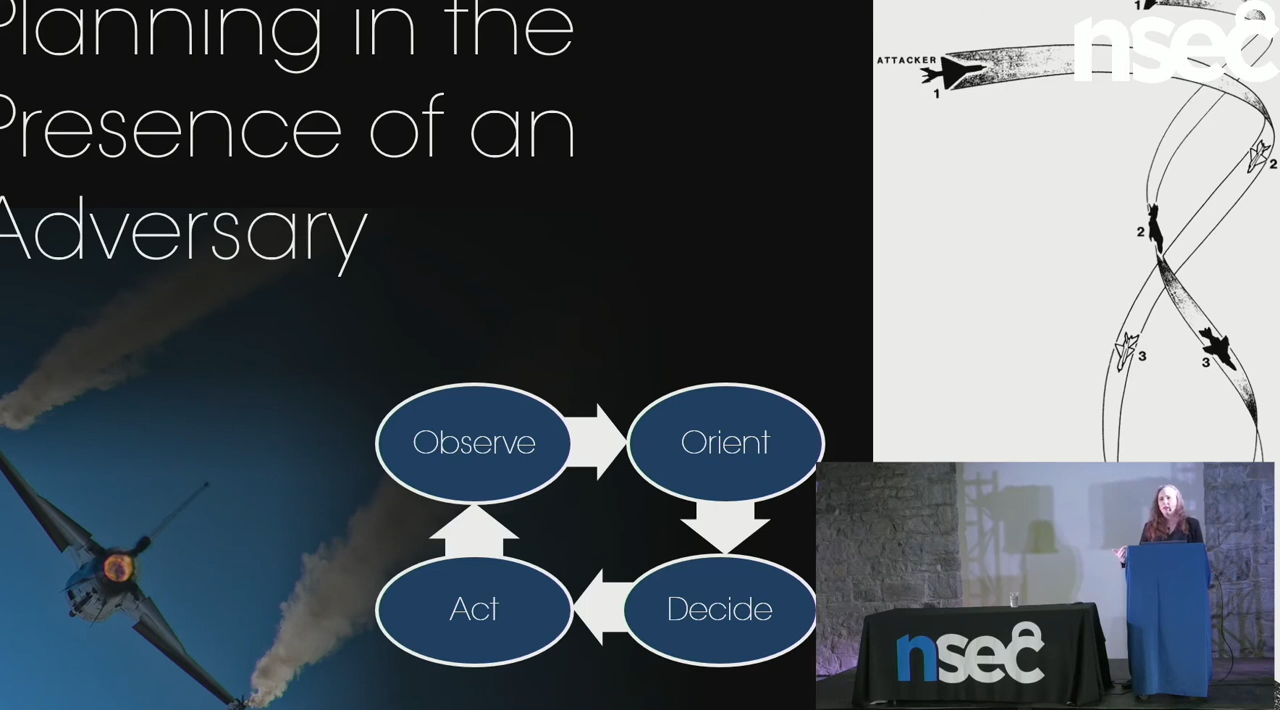 Planning in the
Presence of an
Adversary
Observe
Orient
Decide
Act
ATTACKER
1
1
2
2
3
3
nsec
nsec